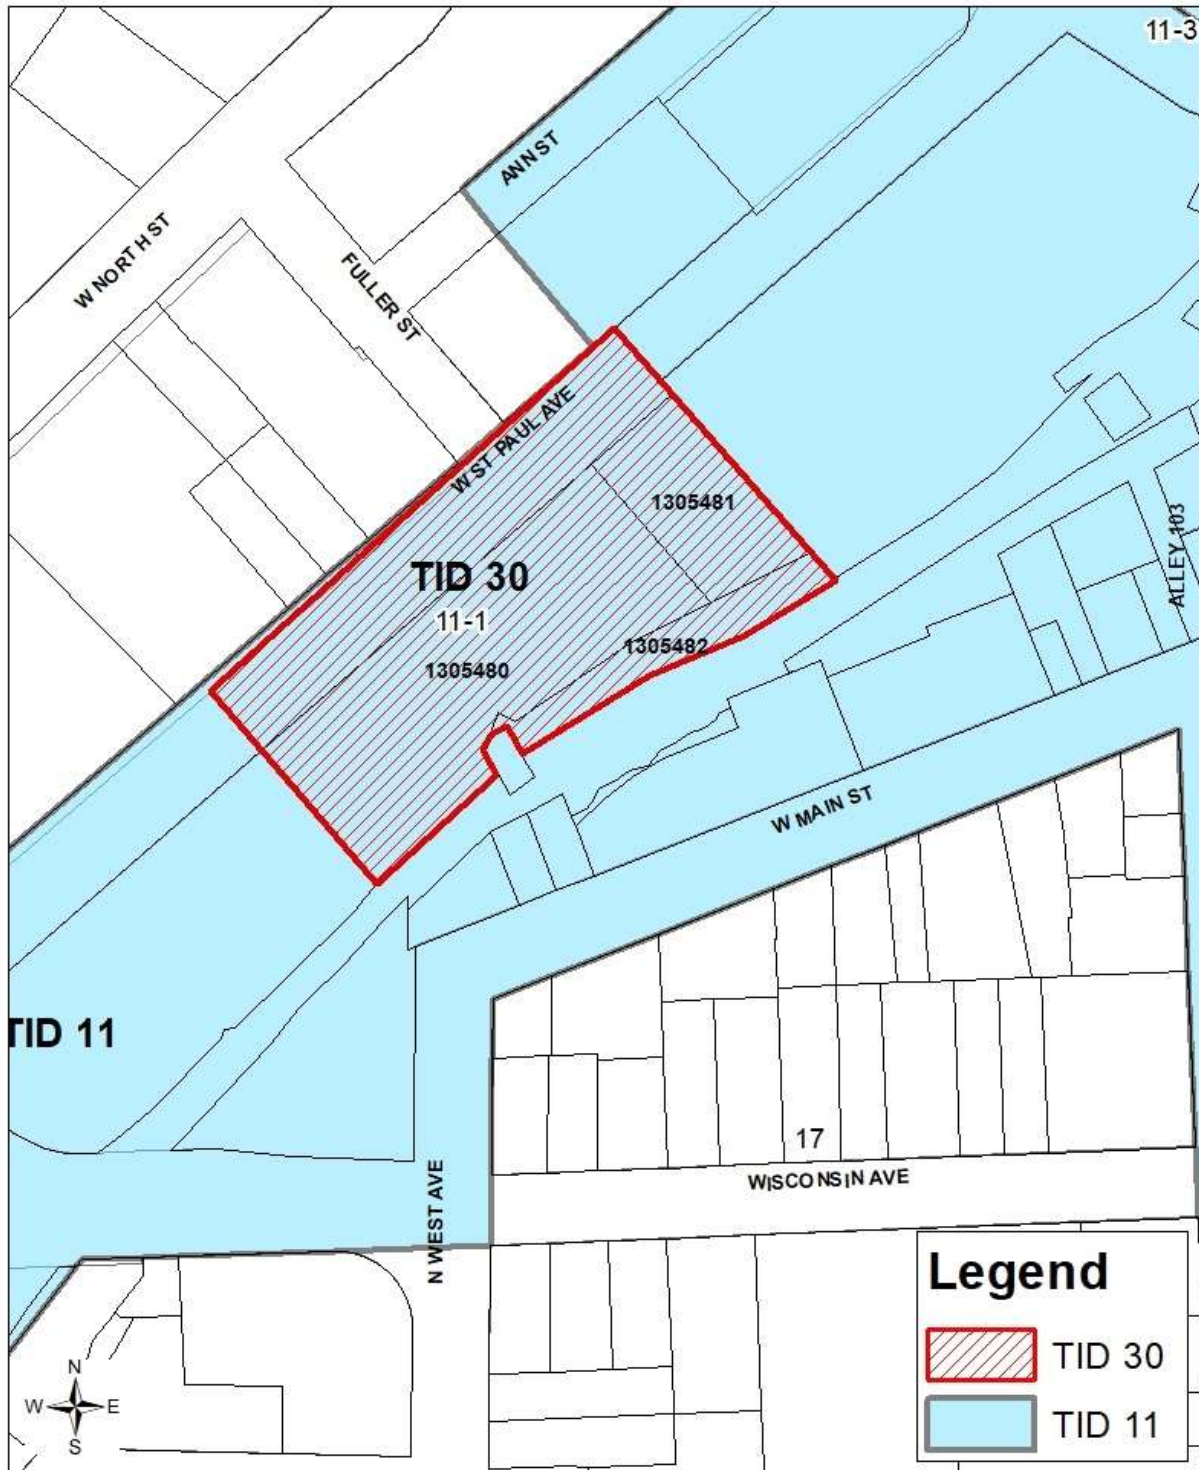 11-3
ANN ST
W NORTH ST
FULLER ST
W ST PAUL AVE
1305481
ALLEY 103
TID 30
11-1
1305482
1305480
W MAIN ST
TID 11
17
WISCONSIN AVE
N WEST AVE
Legend
TID 30
TID 11
N
W E
S